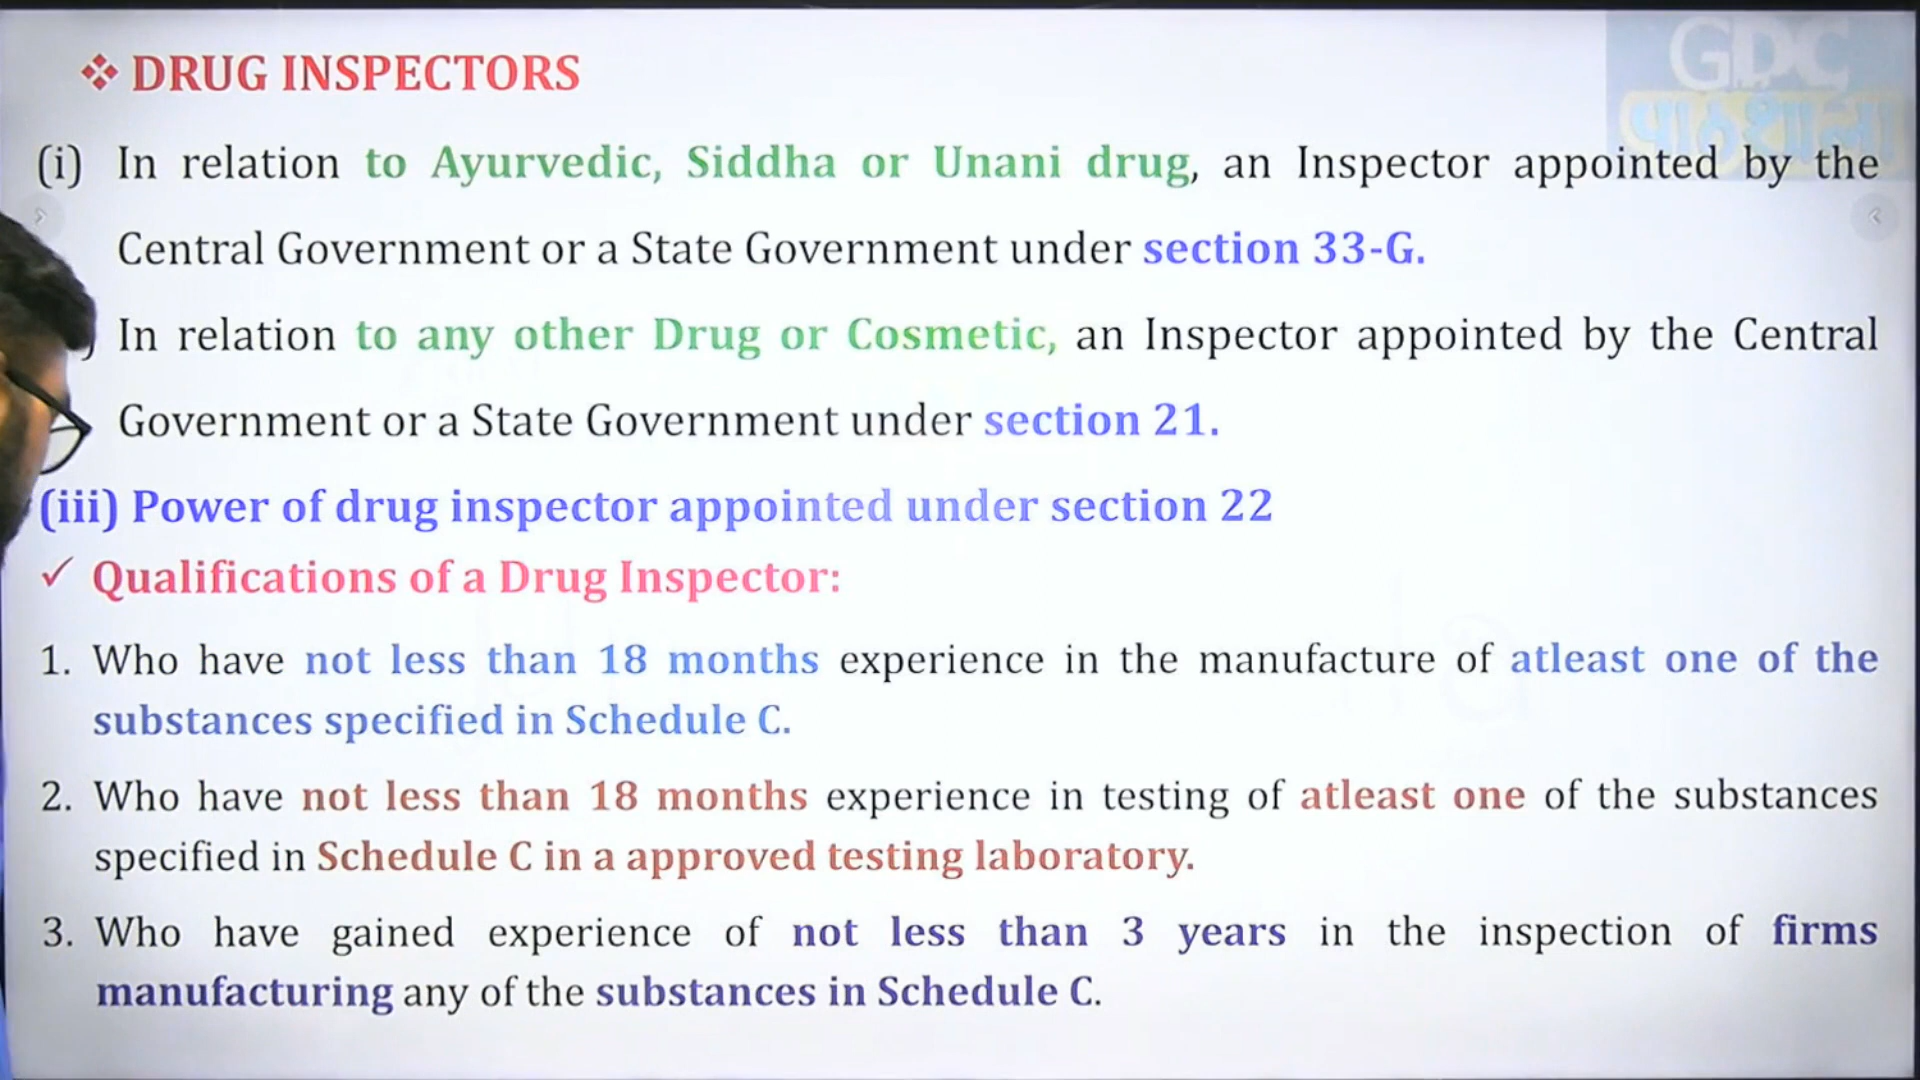 GDC
પાઠશાલા
❖ DRUG INSPECTORS
(i) In relation to Ayurvedic, Siddha or Unani drug, an Inspector appointed by the
Central Government or a State Government under section 33-G.
) In relation to any other Drug or Cosmetic, an Inspector appointed by the Central
Government or a State Government under section 21.
(iii) Power of drug inspector appointed under section 22
✓ Qualifications of a Drug Inspector:
1. Who have not less than 18 months experience in the manufacture of atleast one of the
substances specified in Schedule C.
2. Who have not less than 18 months experience in testing of atleast one of the substances
specified in Schedule C in a approved testing laboratory.
3. Who have gained experience of not less than 3 years in the inspection of firms
manufacturing any of the substances in Schedule C.